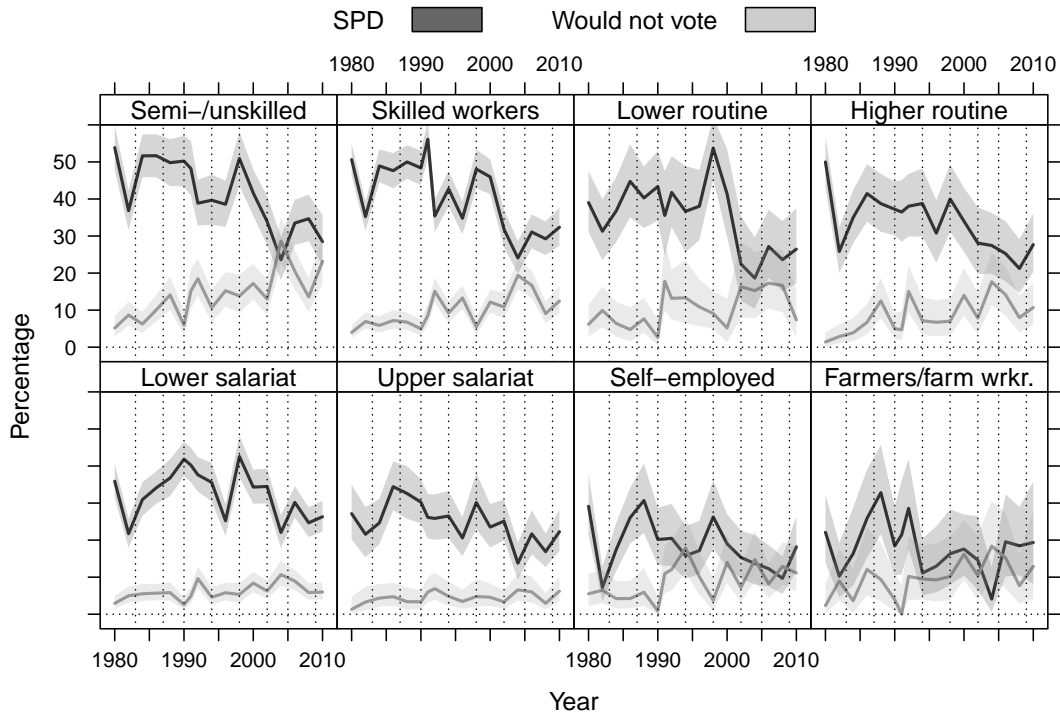 SPD Would not vote
1980 1990 2000 2010 1980 1990 2000 2010
Semi−/unskilled Skilled workers Lower routine Higher routine
50
40
30
20
10
0
Percentage
Lower salariat Upper salariat Self−employed Farmers/farm wrkr.
1980 1990 2000 2010 1980 1990 2000 2010
Year